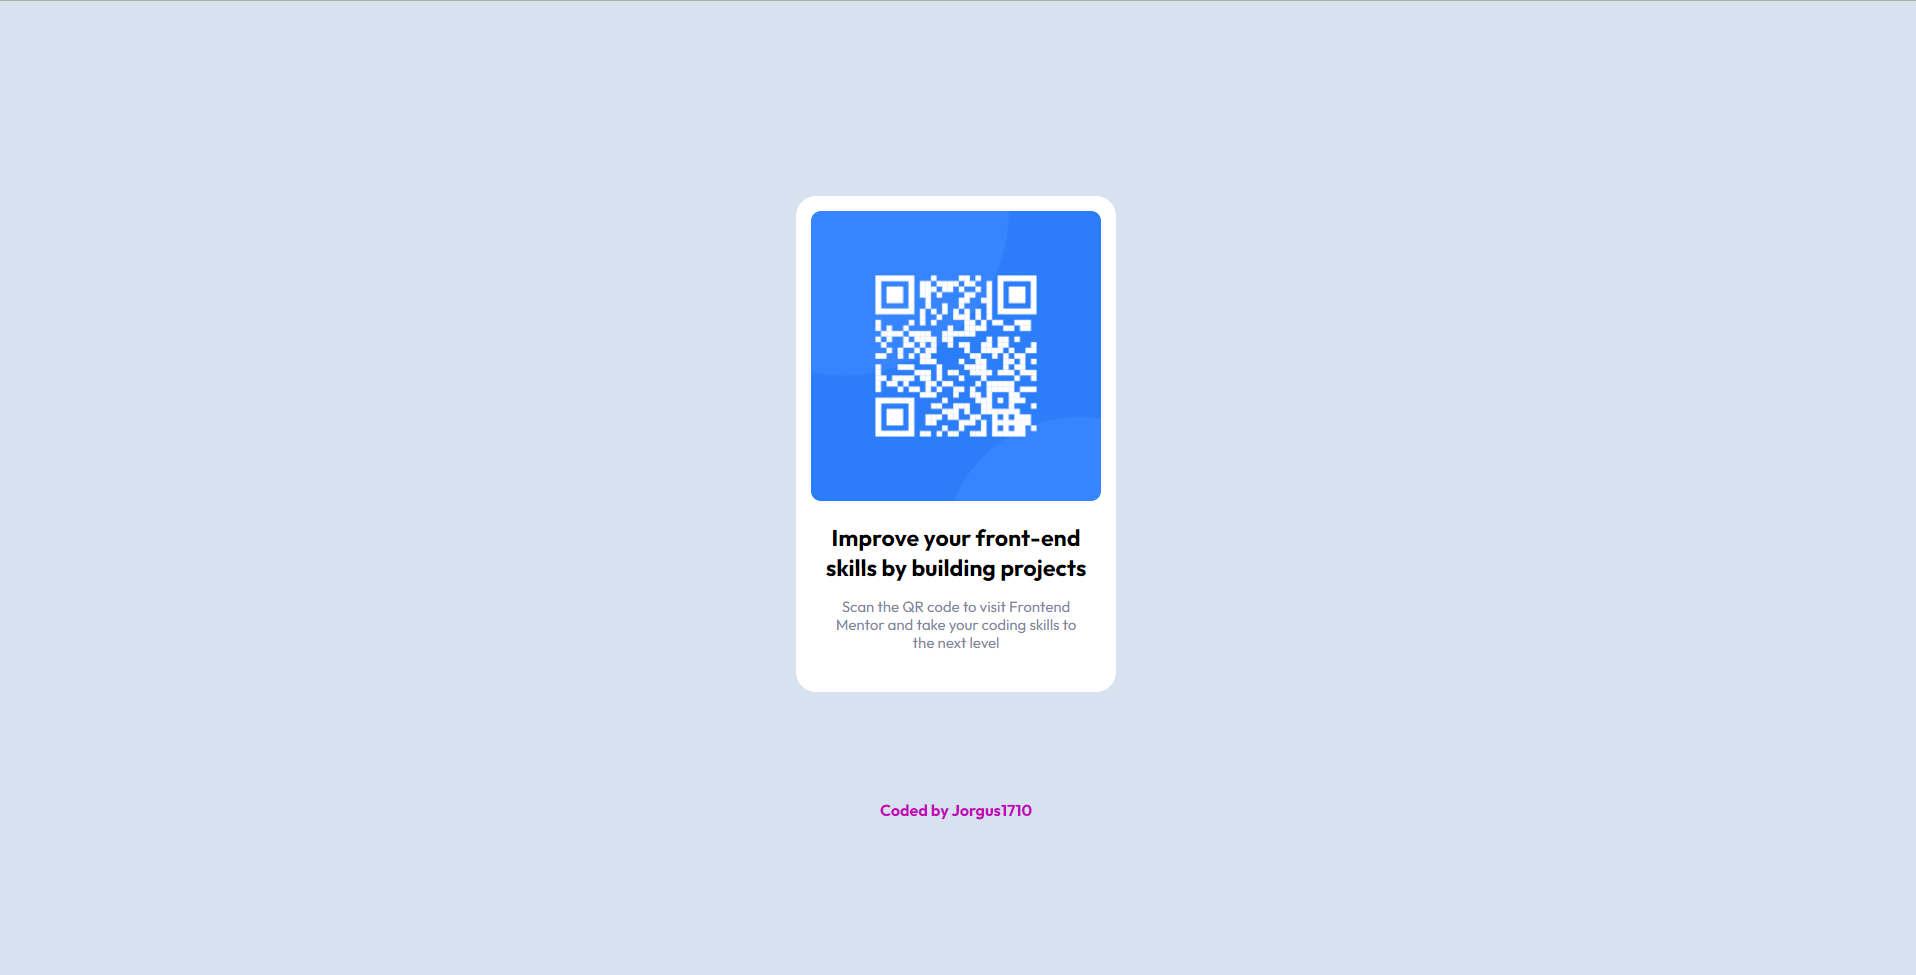 Improve your front-end
skills by building projects
Scan the QR code to visit Frontend
Mentor and take your coding skills to
the next level
Coded by Jorgus1710